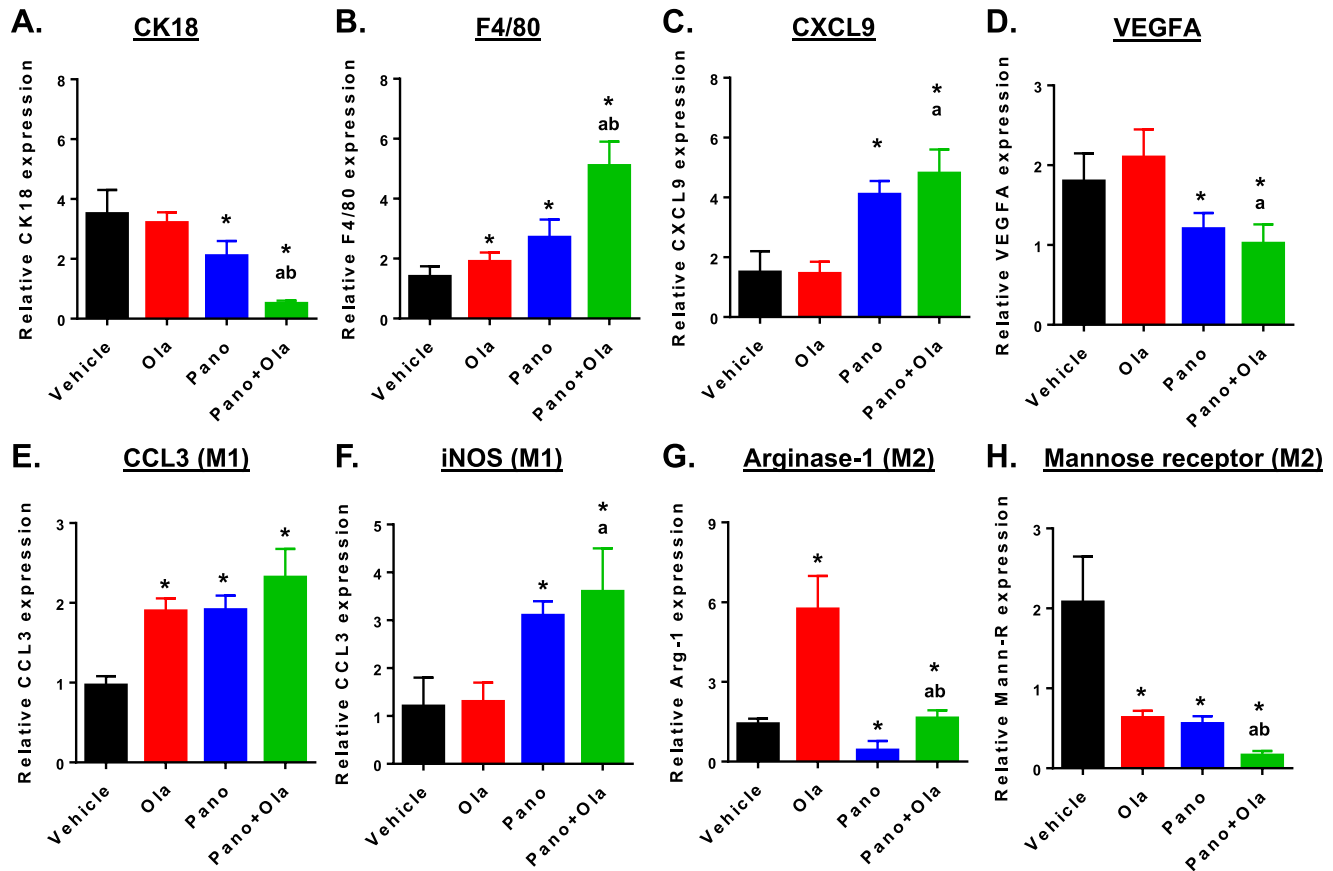 A. CK18
Relative CK18 expression
8
6
4
2
0
*
*
ab
Vehicle
Ola
Pano
Pano+Ola
B. F4/80
Relative F4/80 expression
8
6
4
2
0
*
*
*
ab
Vehicle
Ola
Pano
Pano+Ola
C. CXCL9
Relative CXCL9 expression
8
6
4
2
0
*
*
a
Vehicle
Ola
Pano
Pano+Ola
D. VEGFA
Relative VEGFA expression
3
2
1
0
*
*
a
Vehicle
Ola
Pano
Pano+Ola
E. CCL3 (M1)
Relative CCL3 expression
3
2
1
0
*
*
*
Vehicle
Ola
Pano
Pano+Ola
F. iNOS (M1)
Relative CCL3 expression
5
4
3
2
1
0
*
*
a
Vehicle
Ola
Pano
Pano+Ola
G. Arginase-1 (M2)
Relative Arg-1 expression
9
6
3
0
*
*
*
ab
Vehicle
Ola
Pano
Pano+Ola
H. Mannose receptor (M2)
Relative Mann-R expression
3
2
1
0
*
*
*
ab
Vehicle
Ola
Pano
Pano+Ola